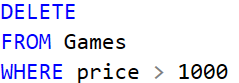 DELETE
FROM Games
WHERE price > 1000